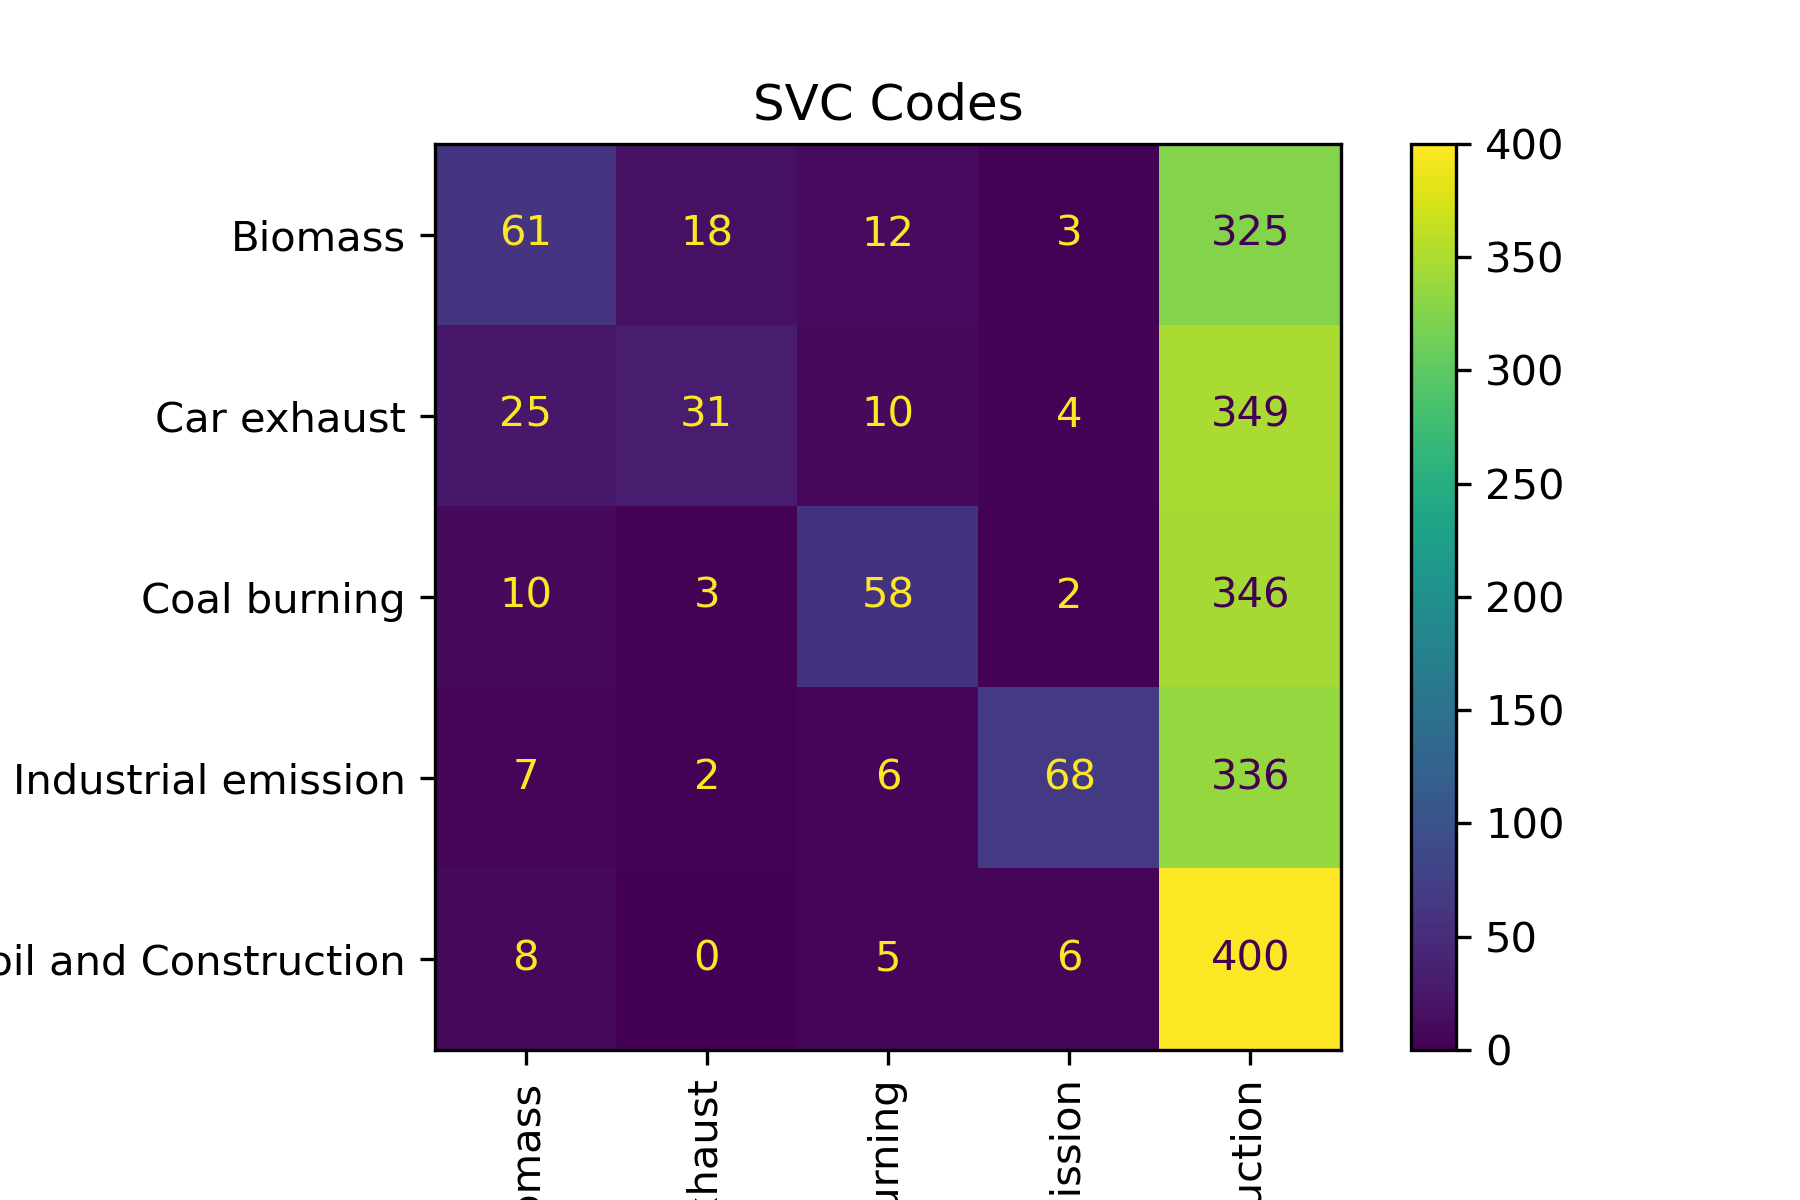 SVC Codes
Biomass 61 18 12 3 325
Car exhaust 25 31 10 4 349
Coal burning 10 3 58 2 346
Industrial emission 7 2 6 68 336
oil and Construction 8 0 5 6 400
omass
xhaust
urning
ission
uction
400
350
300
250
200
150
100
50
0